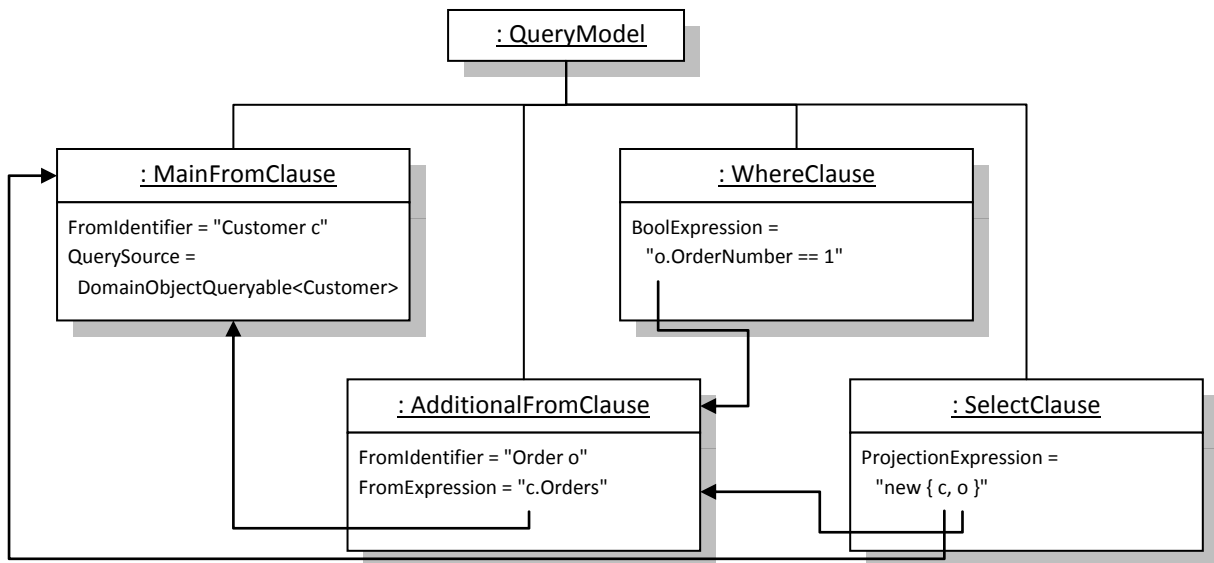 : QueryModel
: MainFromClause
FromIdentifier = "Customer c"
QuerySource =
DomainObjectQueryable<Customer>
: WhereClause
BoolExpression =
"o.OrderNumber == 1"
: AdditionalFromClause
FromIdentifier = "Order o"
FromExpression = "c.Orders"
: SelectClause
ProjectionExpression =
"new { c, o }"